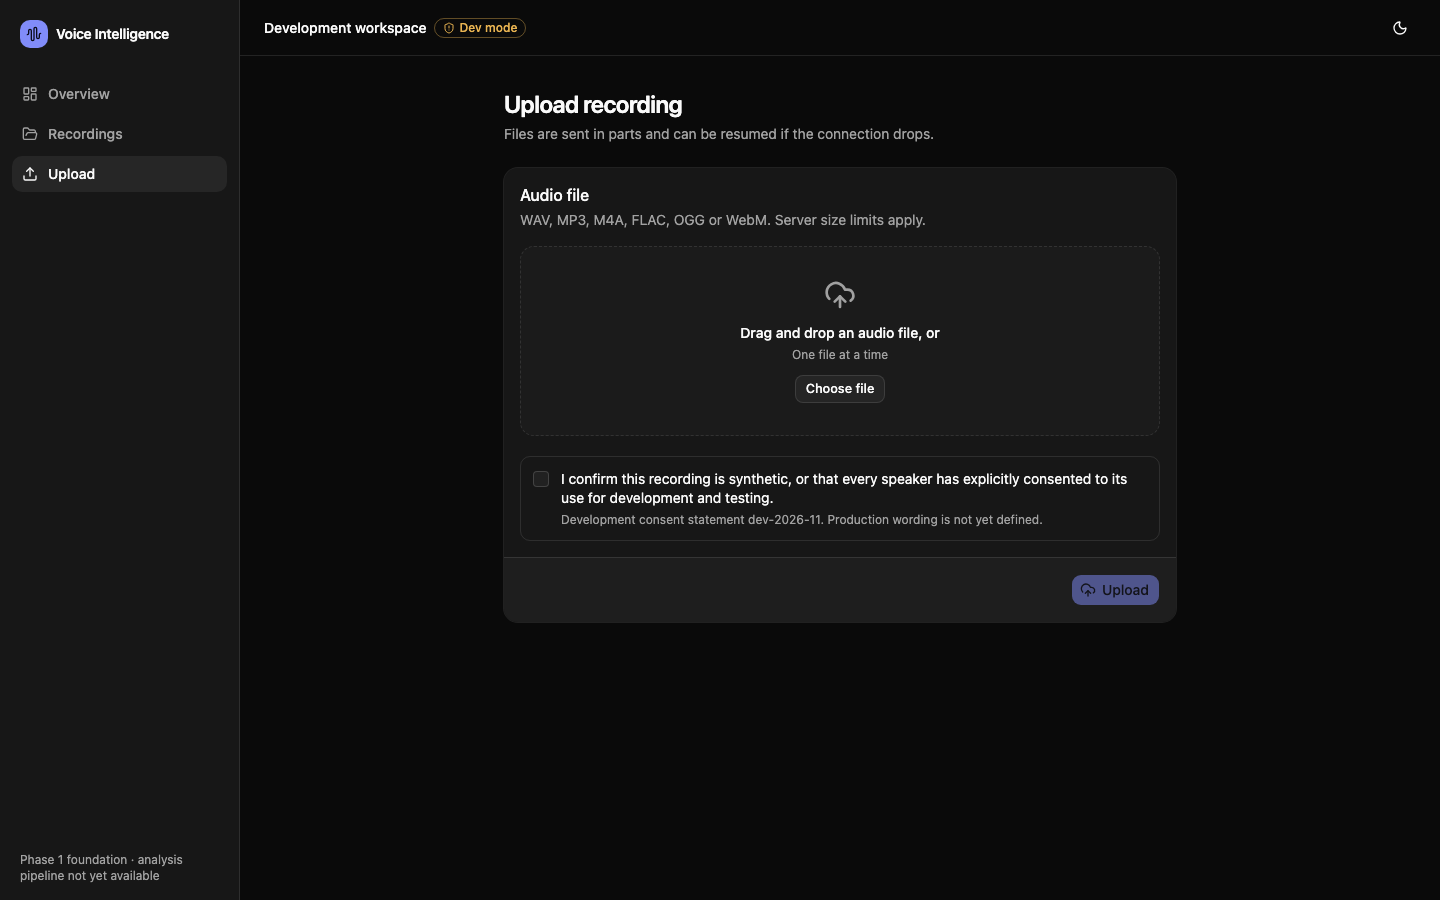 Voice Intelligence
Overview
Recordings
Upload
Phase 1 foundation · analysis
pipeline not yet available
Development workspace
Dev mode
Upload recording
Files are sent in parts and can be resumed if the connection drops.
Audio file
WAV, MP3, M4A, FLAC, OGG or WebM. Server size limits apply.
Drag and drop an audio file, or
One file at a time
Choose file
I confirm this recording is synthetic, or that every speaker has explicitly consented to its
use for development and testing.
Development consent statement dev-2026-11. Production wording is not yet defined.
Upload